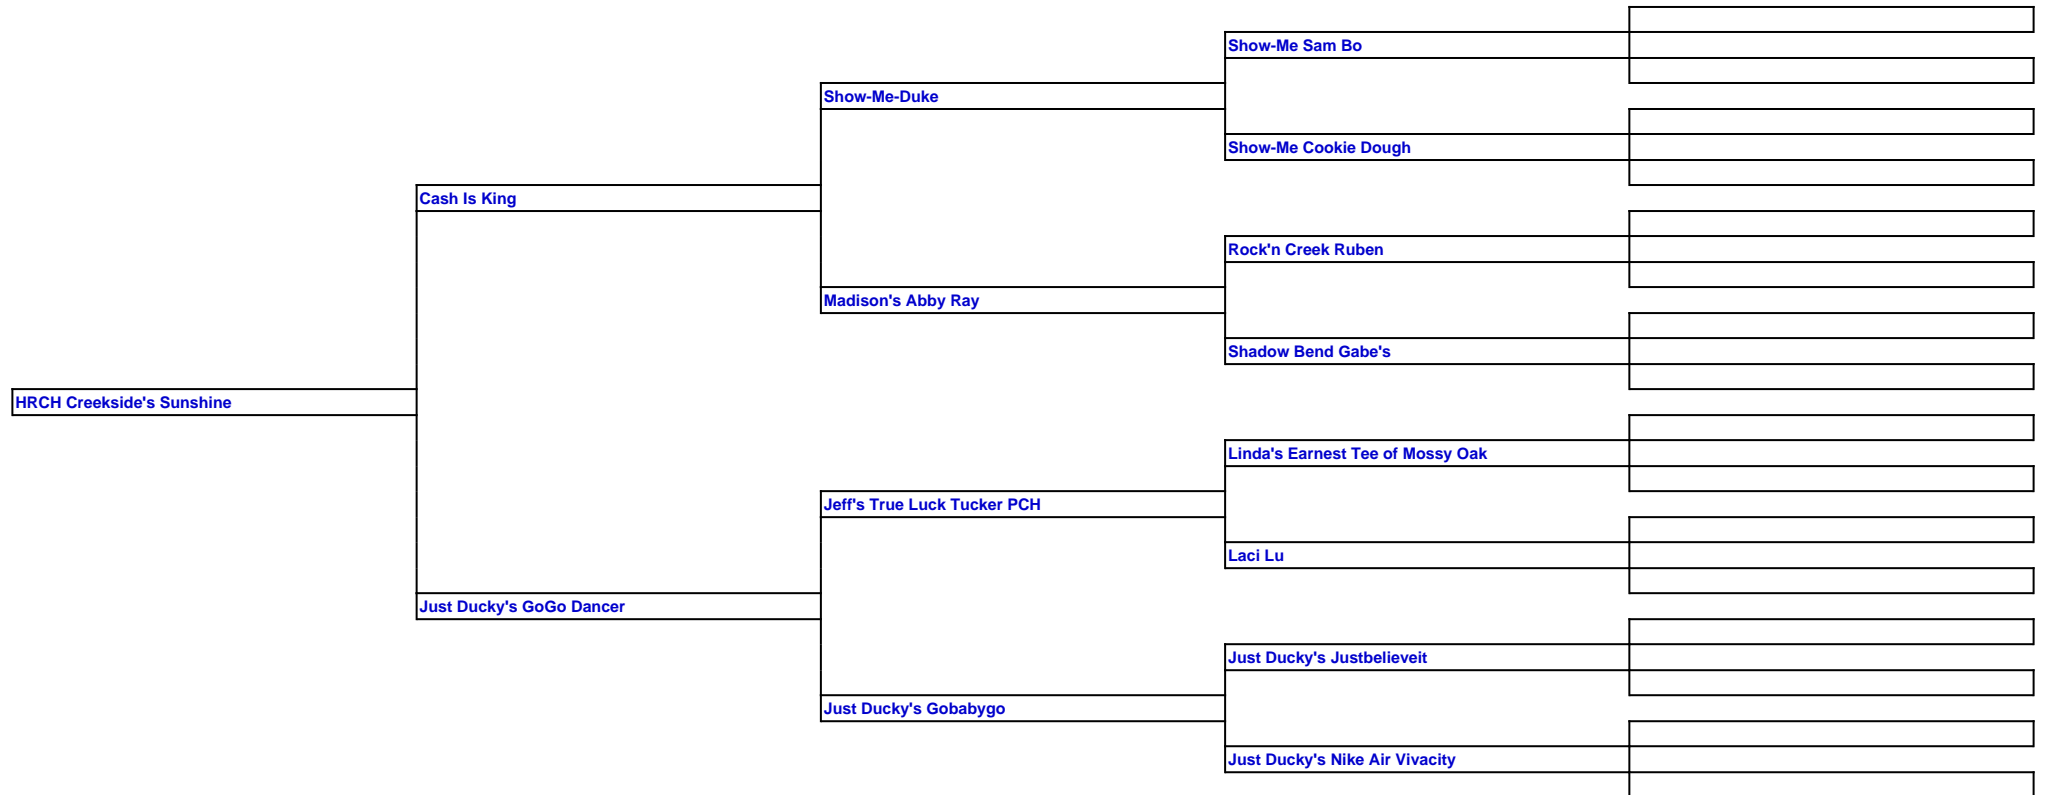 Show-Me Sam Bo
Show-Me-Duke
Show-Me Cookie Dough
Cash Is King
Rock'n Creek Ruben
Madison's Abby Ray
Shadow Bend Gabe's
HRCH Creekside's Sunshine
Linda's Earnest Tee of Mossy Oak
Jeff's True Luck Tucker PCH
Laci Lu
Just Ducky's GoGo Dancer
Just Ducky's Justbelieveit
Just Ducky's Gobabygo
Just Ducky's Nike Air Vivacity